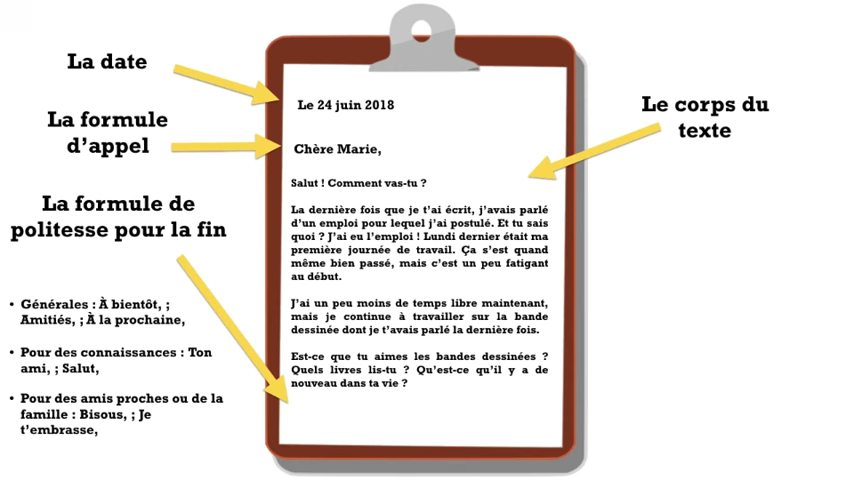 La date
La formule
d'appel
La formule de
politesse pour la fin
• Générales : À bientôt, ;
Amitiés, ; À la prochaine,
• Pour des connaissances : Ton
ami, ; Salut,
• Pour des amis proches ou de la
famille : Bisous, ; Je
t'embrasse,
Le 24 juin 2018
Chère Marie,
Salut ! Comment vas-tu ?
La dernière fois que je t'ai écrit, j'avais parlé
d'un emploi pour lequel j'ai postulé. Et tu sais
quoi ? J'ai eu l'emploi ! Lundi dernier était ma
première journée de travail. Ça s'est quand
même bien passé, mais c'est un peu fatigant
au début.
J'ai un peu moins de temps libre maintenant,
mais je continue à travailler sur la bande
dessinée dont je t'avais parlé la dernière fois.
Est-ce que tu aimes les bandes dessinées ?
Quels livres lis-tu ? Qu'est-ce qu'il y a de
nouveau dans ta vie ?
Le corps du
texte